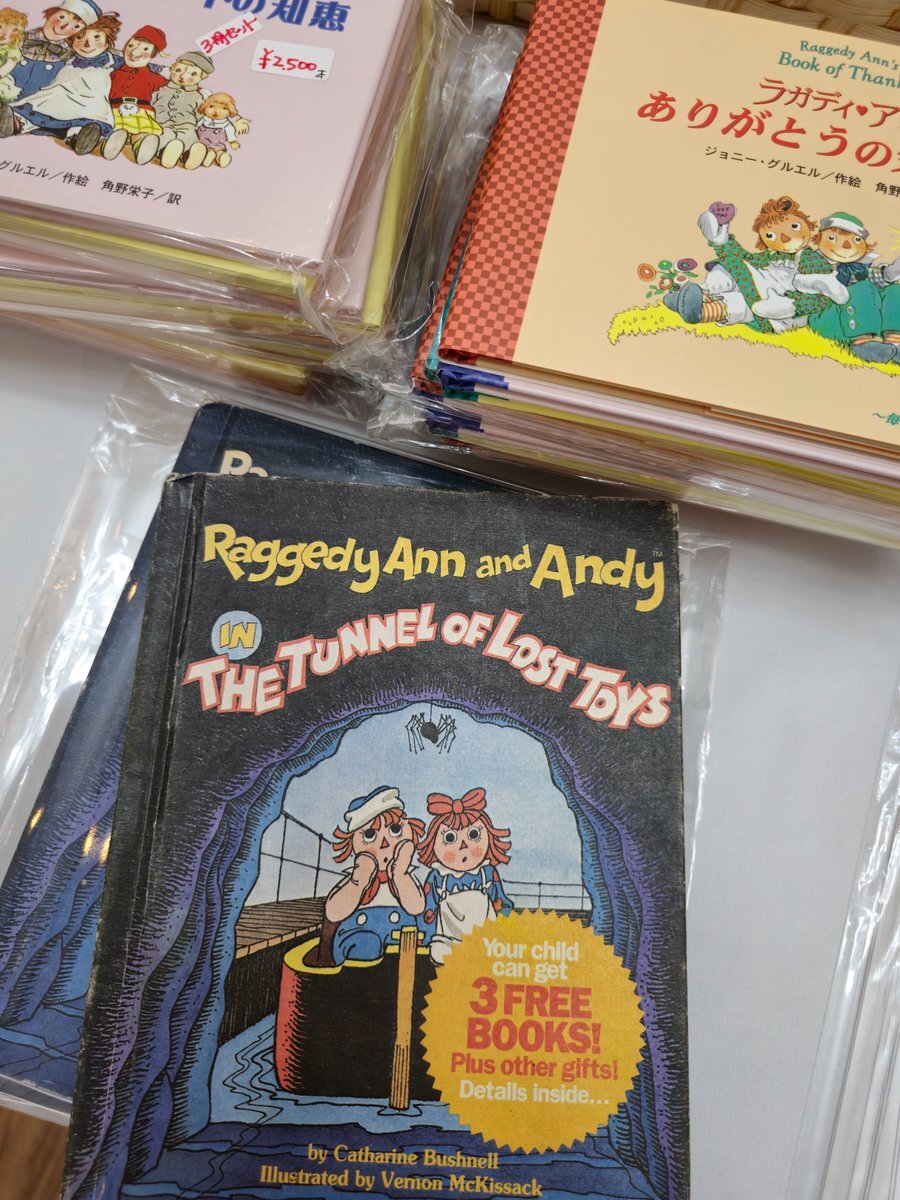 の知恵
3冊セット
¥2,500
グルエル/作絵 角野栄子/訳
Raggedy Ann's
Book of
ラガディ♥ア
ありがとうの
ジョニー・グルエル/作絵 角野
I LOVE
YOU
Raggedy Ann and Andy™
IN
THE TUNNEL OF LOST TOYS
Your child
can get
3 FREE
BOOKS!
Plus other gifts!
Details inside...
by Catharine Bushnell
Illustrated by Vernon McKissack